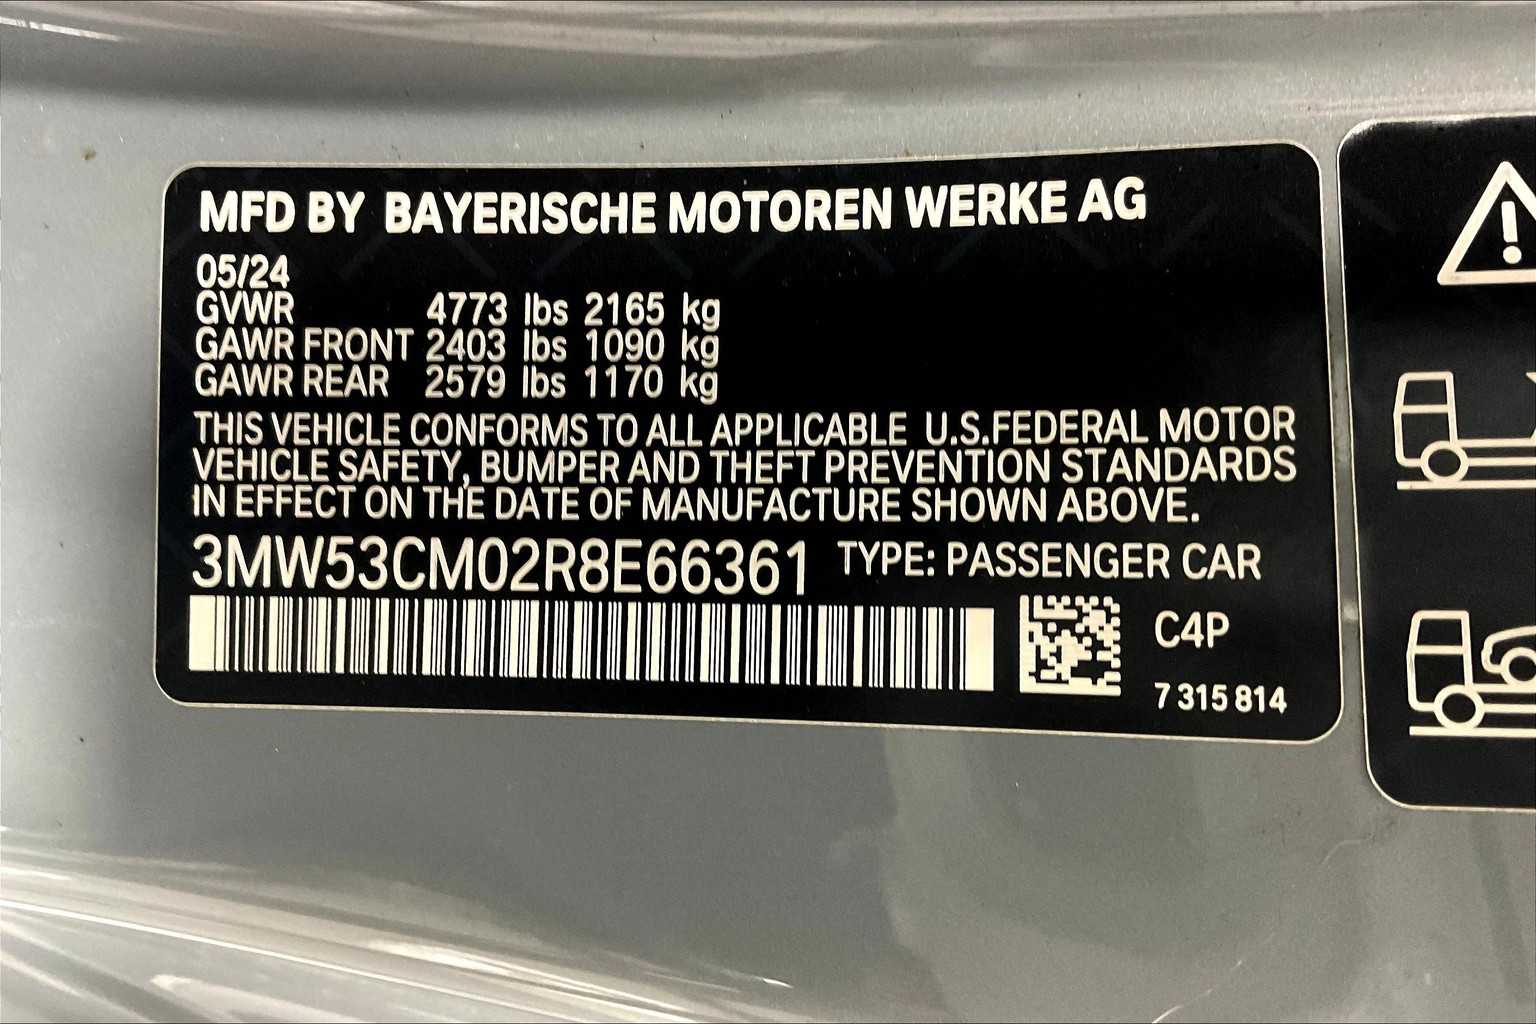 MFD BY BAYERISCHE MOTOREN WERKE AG
05/24
GVWR 4773 lbs 2165 kg
GAWR FRONT 2403 lbs 1090 kg
GAWR REAR 2579 lbs 1170 kg
THIS VEHICLE CONFORMS TO ALL APPLICABLE U.S.FEDERAL MOTOR
VEHICLE SAFETY, BUMPER AND THEFT PREVENTION STANDARDS
IN EFFECT ON THE DATE OF MANUFACTURE SHOWN ABOVE.
3MW53CM02R8E66361 TYPE: PASSENGER CAR
C4P
7 315 814